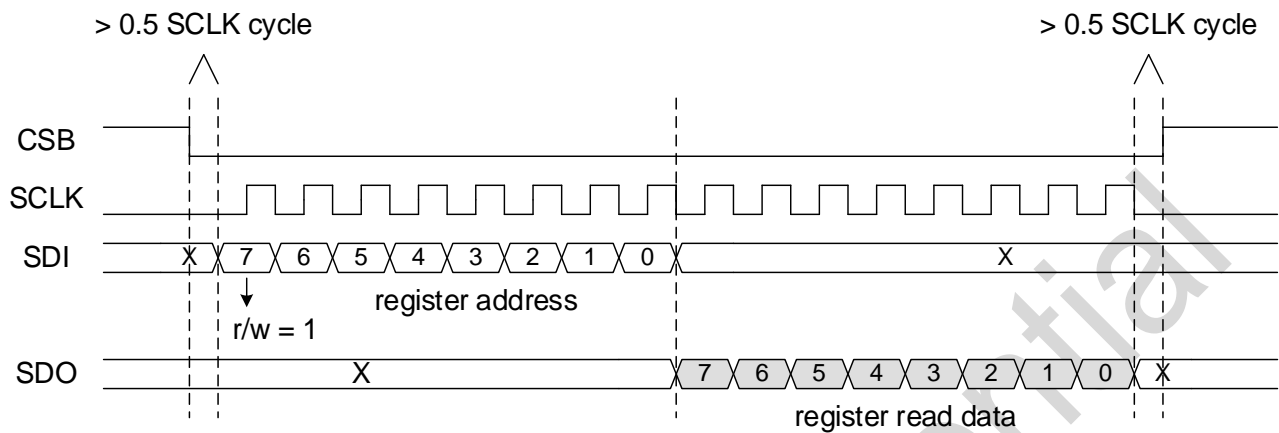 > 0.5 SCLK cycle > 0.5 SCLK cycle
CSB
SCLK
SDI X 7 6 5 4 3 2 1 0 X
register address
r/w = 1
SDO X 7 6 5 4 3 2 1 0 X
register read data